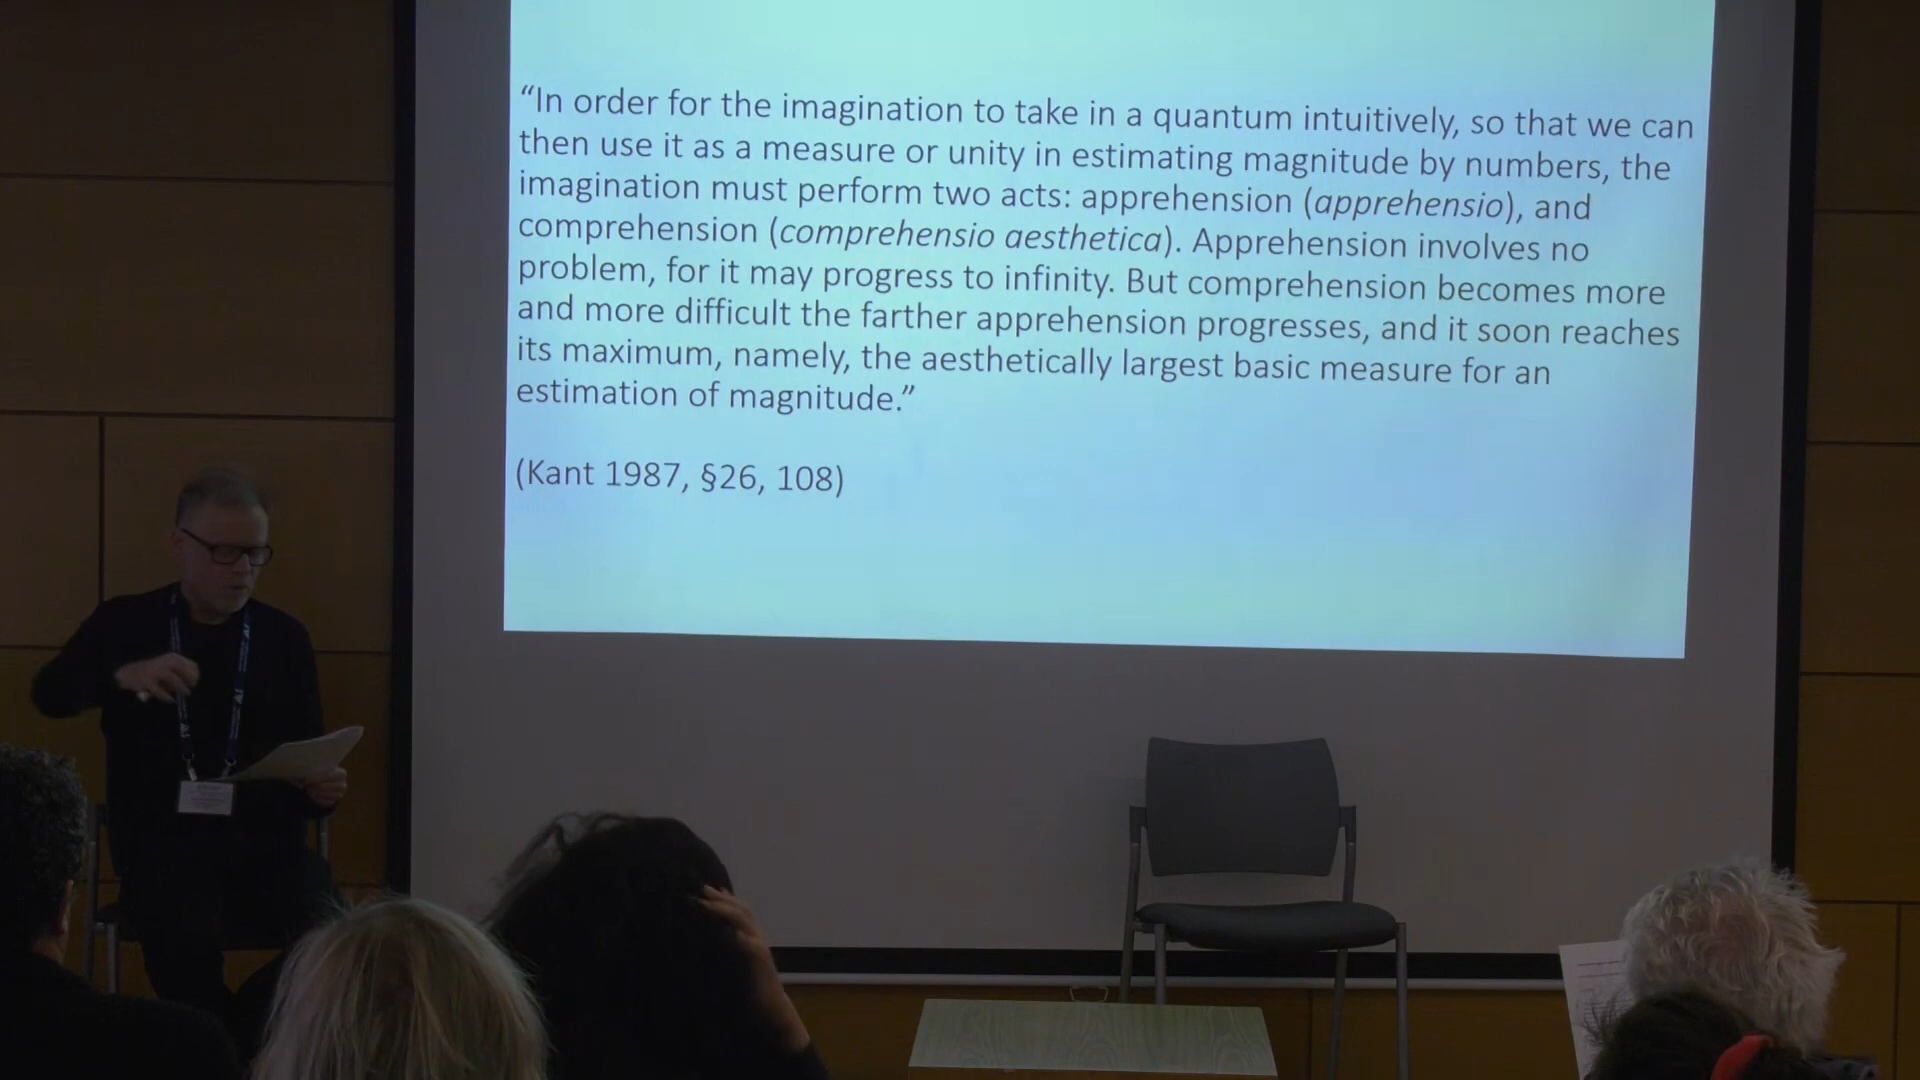 “In order for the imagination to take in a quantum intuitively, so that we can
then use it as a measure or unity in estimating magnitude by numbers, the
imagination must perform two acts: apprehension (apprehensio), and
comprehension (comprehensio aesthetica). Apprehension involves no
problem, for it may progress to infinity. But comprehension becomes more
and more difficult the farther apprehension progresses, and it soon reaches
its maximum, namely, the aesthetically largest basic measure for an
estimation of magnitude.”
(Kant 1987, §26, 108)